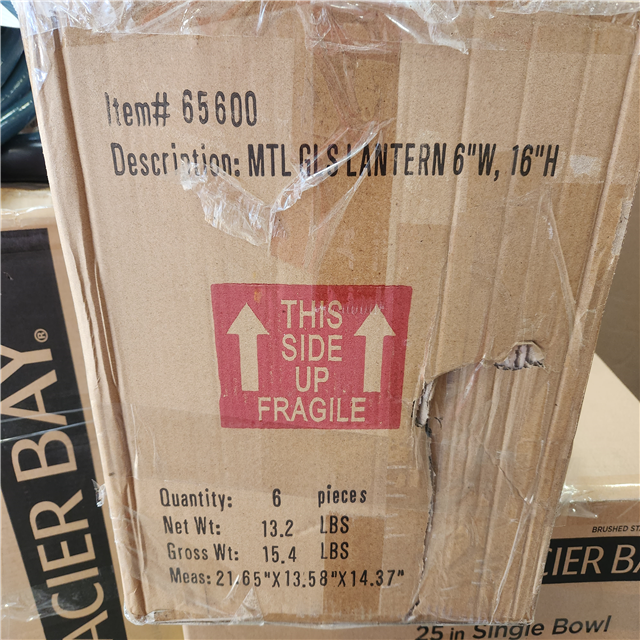 Item# 65600
Description: MTL GLS LANTERN 6"W, 16"H
THIS
SIDE
UP
FRAGILE
Quantity: 6 pieces
Net Wt: 13.2 LBS
Gross Wt: 15.4 LBS
Meas: 21.65"X13.58"X14.37"
ACIER BAY®
BRUSHED ST
CIER BA
25 in Single Bowl